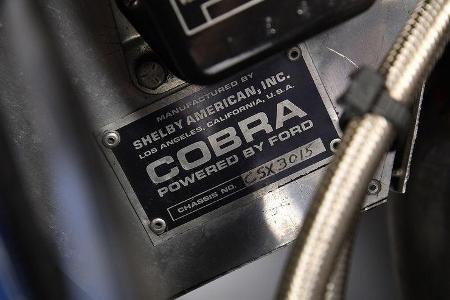 MANUFACTURED BY
SHELBY AMERICAN, INC.
LOS ANGELES, CALIFORNIA, U.S.A.
COBRA
POWERED BY FORD
CHASSIS NO. CSX3015